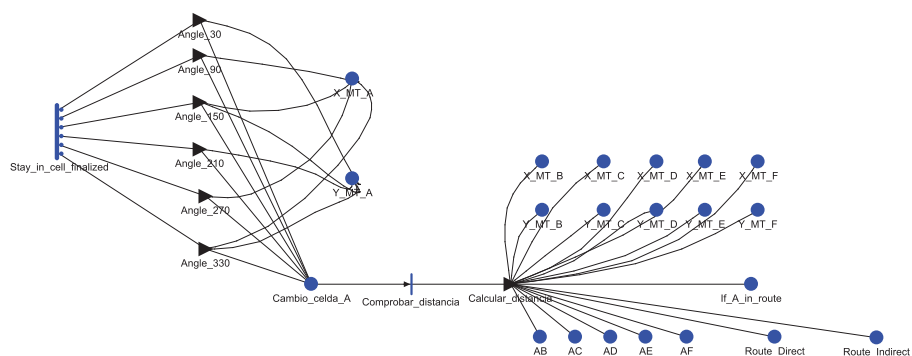 Angle_30
Angle_90
X_MT_A
Angle_150
Stay_in_cell_finalized
Angle_210
Y_MT_A
Angle_270
Angle_330
X_MT_B X_MT_C X_MT_D X_MT_E X_MT_F
Y_MT_B Y_MT_C Y_MT_D Y_MT_E Y_MT_F
Cambio_celda_A Comprobar_distancia Calcular_distancia If_A_in_route
AB AC AD AE AF Route_Direct Route_Indirect